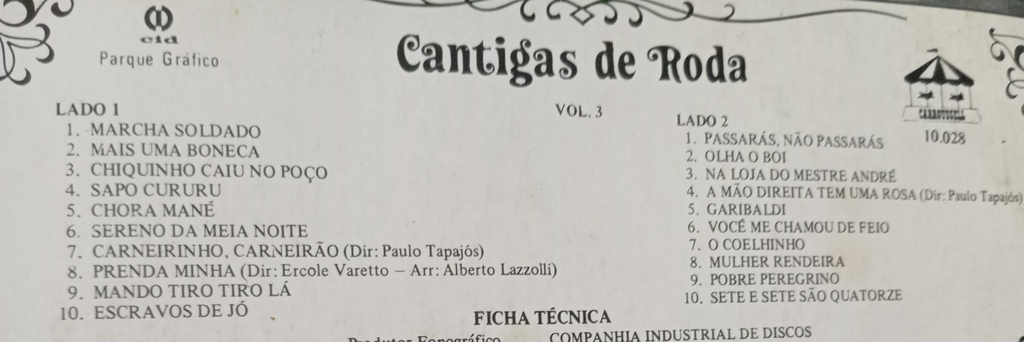 cid
Parque Gráfico
Cantigas de Roda
VOL. 3
CARROUSSELL
10.028
LADO 1
1. MARCHA SOLDADO
2. MAIS UMA BONECA
3. CHIQUINHO CAIU NO POÇO
4. SAPO CURURU
5. CHORA MANÉ
6. SERENO DA MEIA NOITE
7. CARNEIRINHO, CARNEIRÃO (Dir: Paulo Tapajós)
8. PRENDA MINHA (Dir: Ercole Varetto – Arr: Alberto Lazzolli)
9. MANDO TIRO TIRO LÁ
10. ESCRAVOS DE JÓ
LADO 2
1. PASSARÁS, NÃO PASSARÁS
2. OLHA O BOI
3. NA LOJA DO MESTRE ANDRÉ
4. A MÃO DIREITA TEM UMA ROSA (Dir: Paulo Tapajós)
5. GARIBALDI
6. VOCÊ ME CHAMOU DE FEIO
7. O COELHINHO
8. MULHER RENDEIRA
9. POBRE PEREGRINO
10. SETE E SETE SÃO QUATORZE
FICHA TÉCNICA
Produtor Fonográfico COMPANHIA INDUSTRIAL DE DISCOS